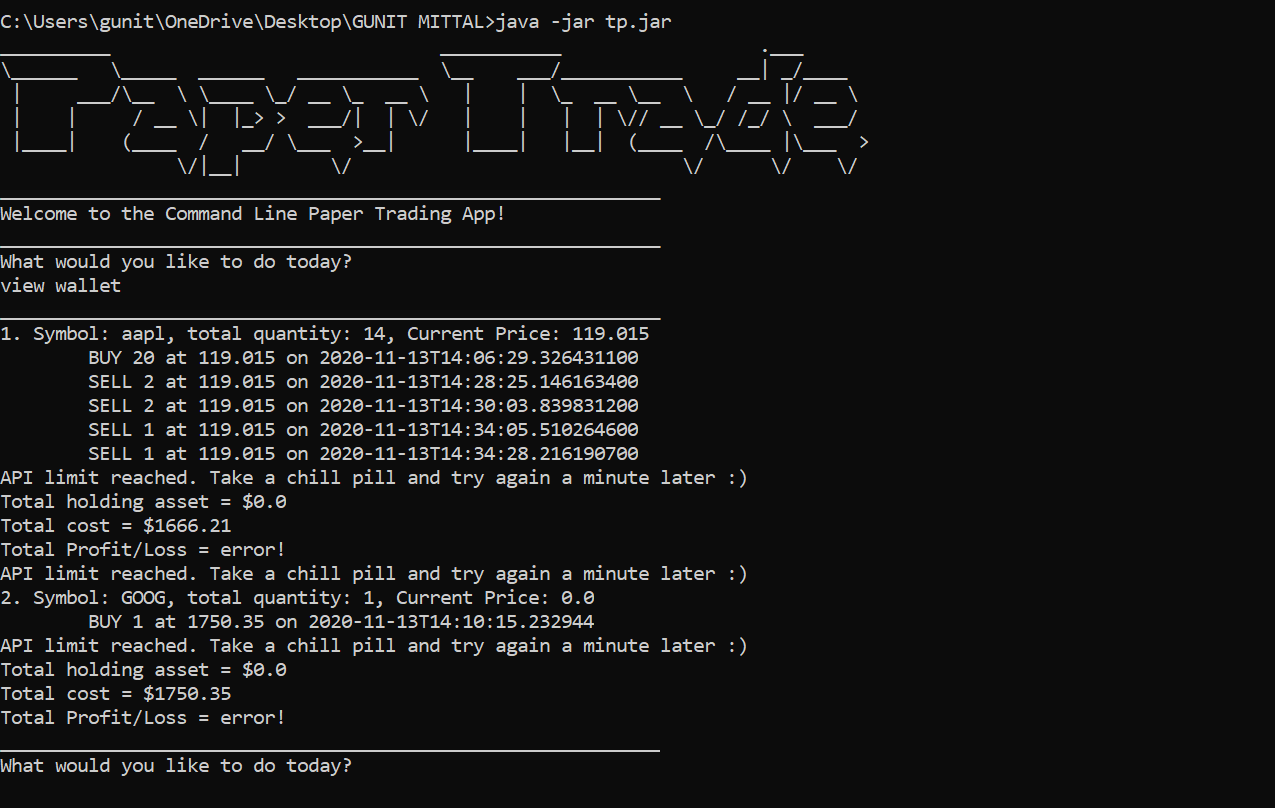 C:\Users\gunit\OneDrive\Desktop\GUNIT MITTAL>java -jar tp.jar
Paper Trade
Welcome to the Command Line Paper Trading App!
What would you like to do today?
view wallet
1. Symbol: aapl, total quantity: 14, Current Price: 119.015
BUY 20 at 119.015 on 2020-11-13T14:06:29.326431100
SELL 2 at 119.015 on 2020-11-13T14:28:25.146163400
SELL 2 at 119.015 on 2020-11-13T14:30:03.839831200
SELL 1 at 119.015 on 2020-11-13T14:34:05.510264600
SELL 1 at 119.015 on 2020-11-13T14:34:28.216190700
API limit reached. Take a chill pill and try again a minute later :)
Total holding asset = $0.0
Total cost = $1666.21
Total Profit/Loss = error!
API limit reached. Take a chill pill and try again a minute later :)
2. Symbol: GOOG, total quantity: 1, Current Price: 0.0
BUY 1 at 1750.35 on 2020-11-13T14:10:15.232944
API limit reached. Take a chill pill and try again a minute later :)
Total holding asset = $0.0
Total cost = $1750.35
Total Profit/Loss = error!
What would you like to do today?